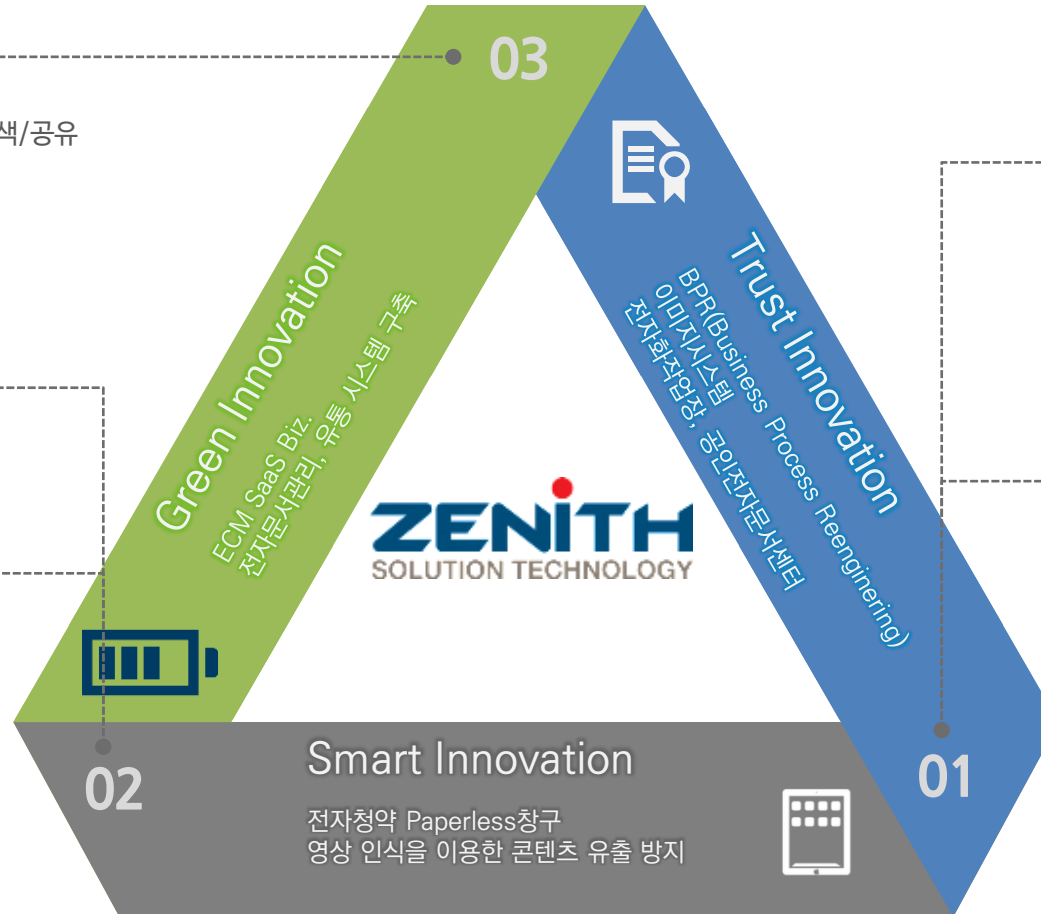 03
색/공유
Green Innovation
ECM SaaS Biz.
전자문서관리, 유통 시스템 구축
Trust Innovation
BPR(Business Process Reenginering)
이미지시스템
전자화작업장, 공인전자문서센터
ZENiTH
SOLUTION TECHNOLOGY
02
Smart Innovation
전자청약 Paperless창구
영상 인식을 이용한 콘텐츠 유출 방지
01